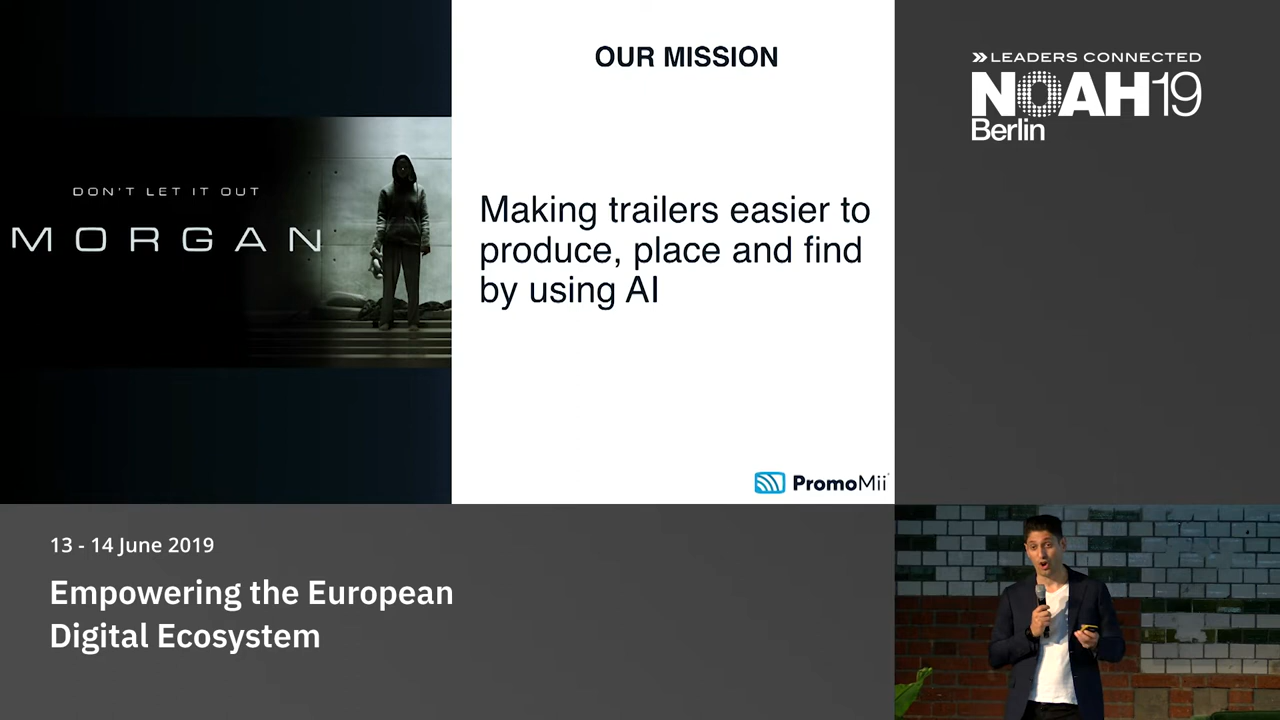 OUR MISSION
DON'T LET IT OUT
MORGAN
Making trailers easier to
produce, place and find
by using AI
PromoMii
LEADERS CONNECTED
NOAH19
Berlin
13 - 14 June 2019
Empowering the European
Digital Ecosystem